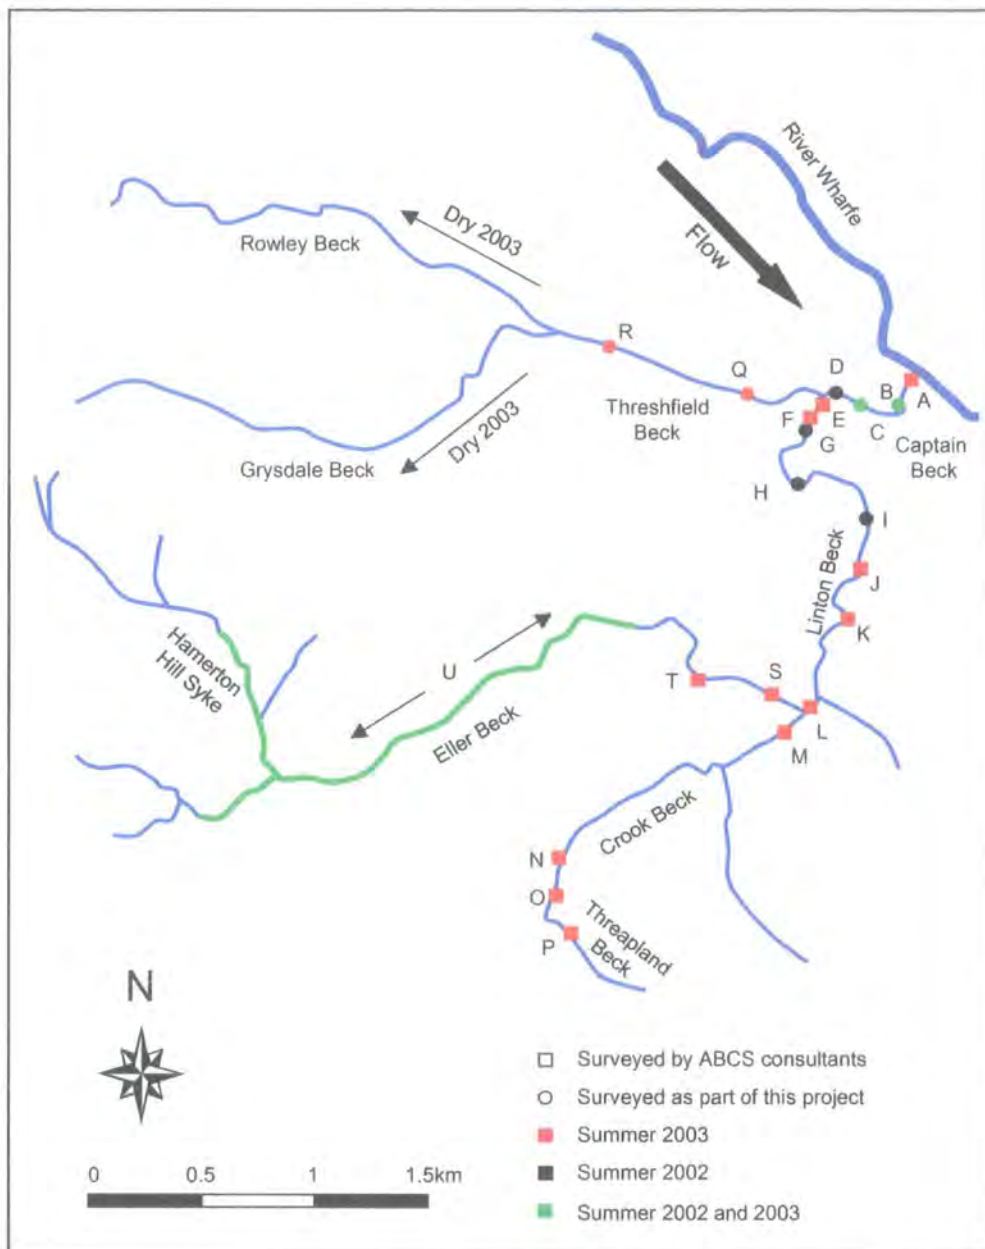 River Wharfe
Flow
Dry 2003
Rowley Beck
R
Q
D
B
A
Threshfield
Beck
F
E
C
G
Captain
Beck
Dry 2003
Grysdale Beck
H
I
Linton Beck
J
K
Hamerton
Hill Syke
U
T
S
L
Eller Beck
M
Crook Beck
N
O
Threapland
Beck
P
N
Surveyed by ABCS consultants
Surveyed as part of this project
Summer 2003
Summer 2002
Summer 2002 and 2003
0 0.5 1 1.5km